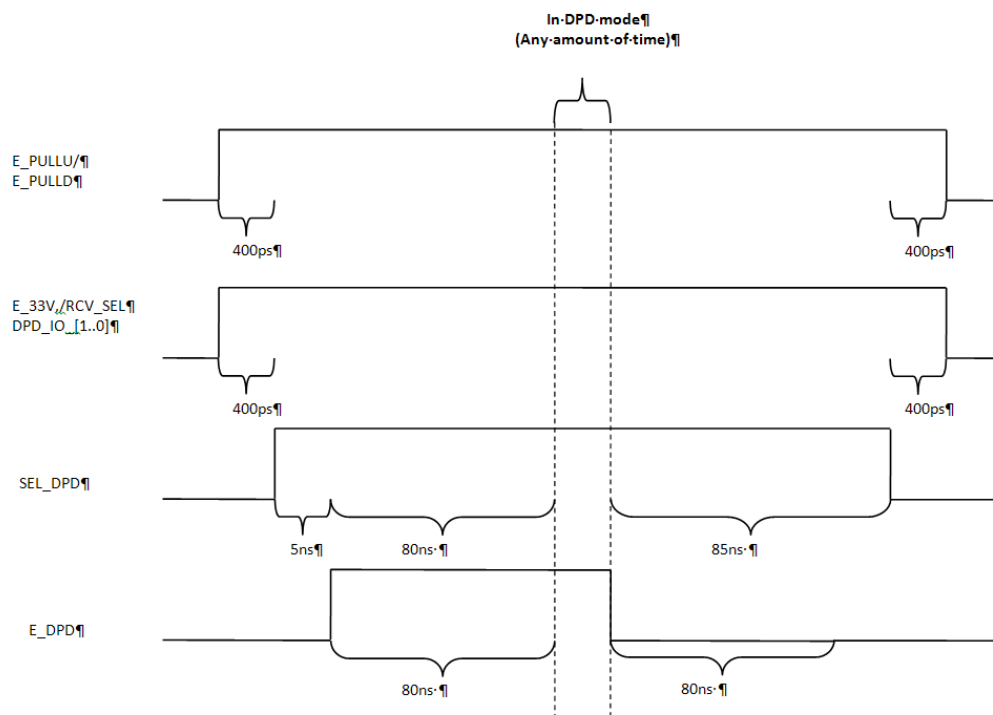 In·DPD·mode¶
(Any·amount·of·time)¶
E_PULLU/¶
E_PULLD¶
400ps¶
400ps¶
E_33V,/RCV_SEL¶
DPD_IO_[1..0]¶
400ps¶
400ps¶
SEL_DPD¶
5ns¶
80ns·¶
85ns·¶
E_DPD¶
80ns·¶
80ns·¶